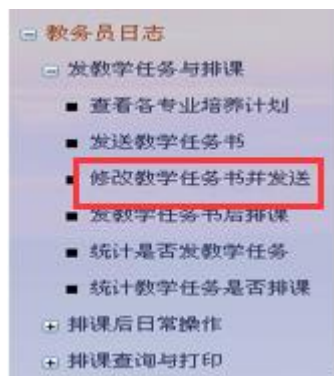 教务员日志
发教学任务与排课
查看各专业培养计划
发送教学任务书
修改教学任务书并发送
发教学任务书后排课
统计是否发教学任务
统计教学任务是否排课
排课后日常操作
排课查询与打印